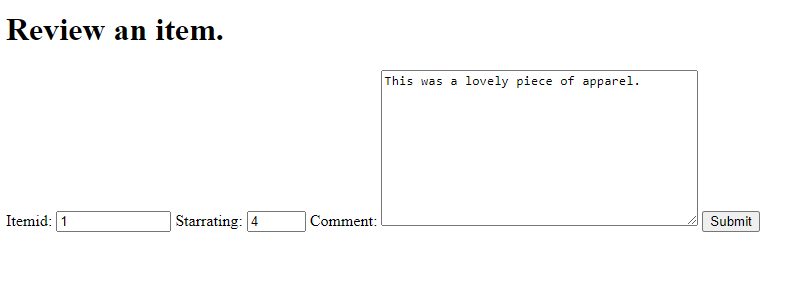 Review an item.
This was a lovely piece of apparel.
Itemid: 1 Starrating: 4 Comment: Submit